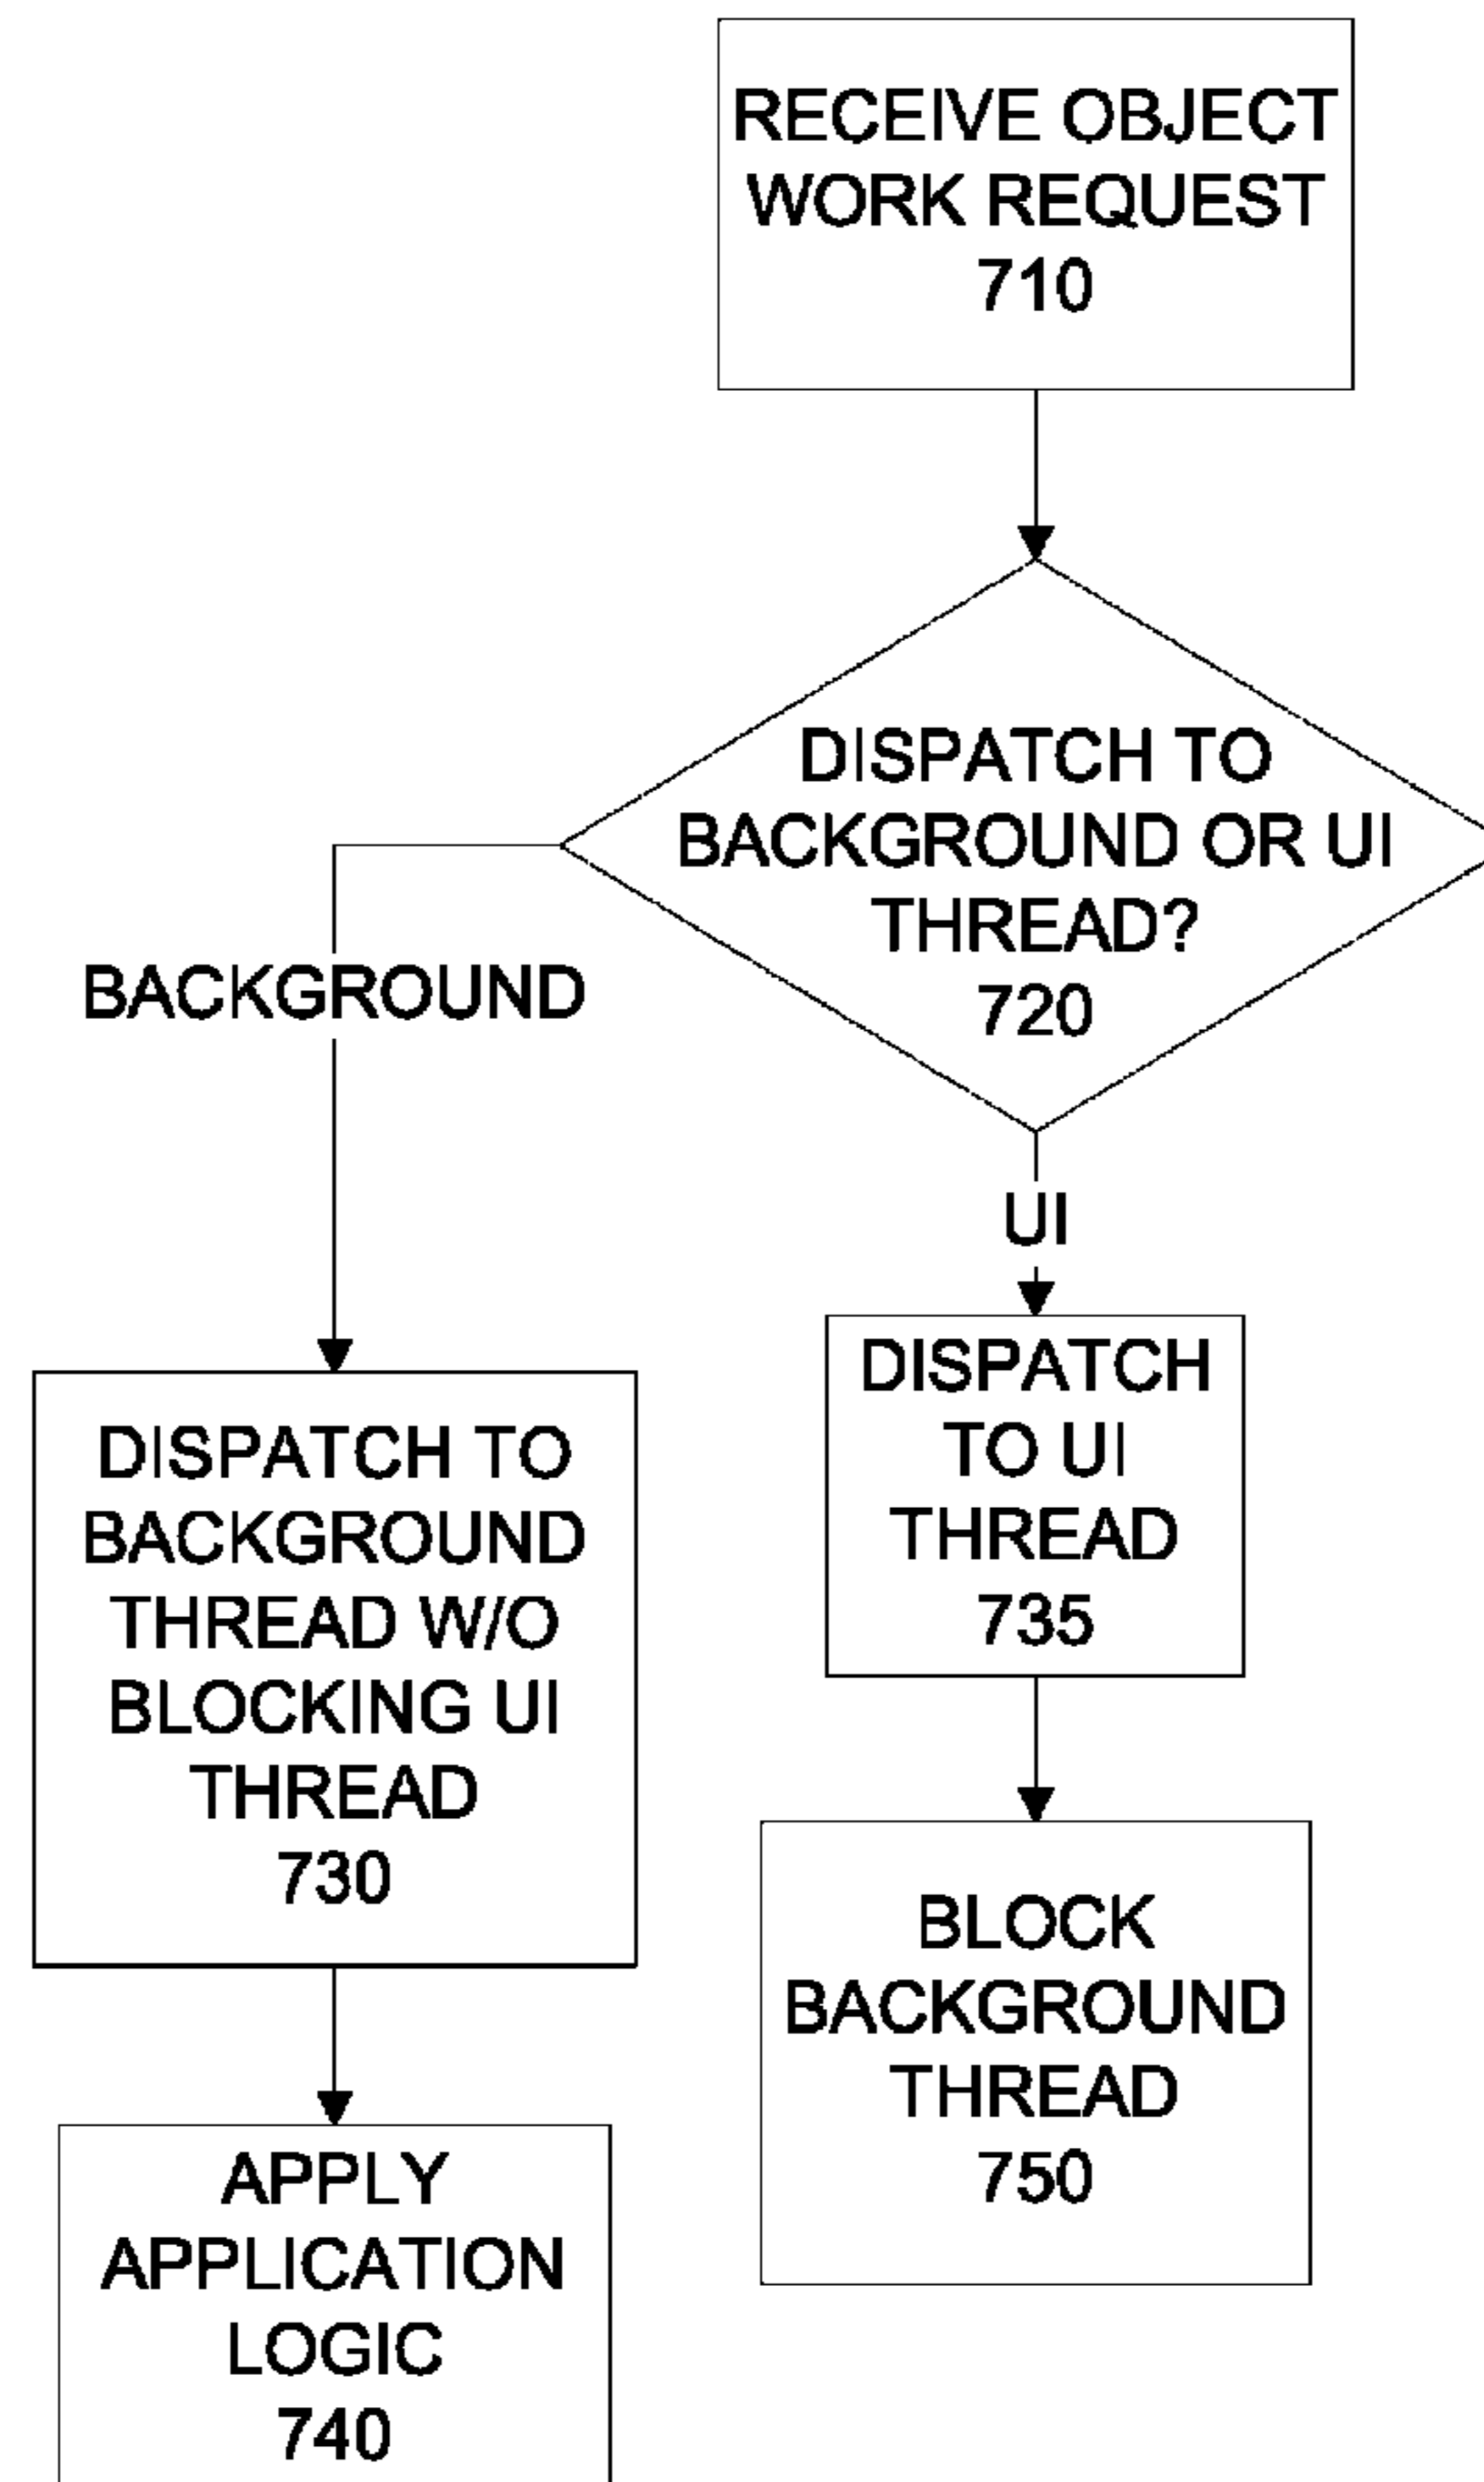 RECEIVE OBJECT
WORK REQUEST
710
DISPATCH TO
BACKGROUND OR UI
THREAD?
720
BACKGROUND
UI
DISPATCH TO
BACKGROUND
THREAD W/O
BLOCKING UI
THREAD
730
DISPATCH
TO UI
THREAD
735
APPLY
APPLICATION
LOGIC
740
BLOCK
BACKGROUND
THREAD
750